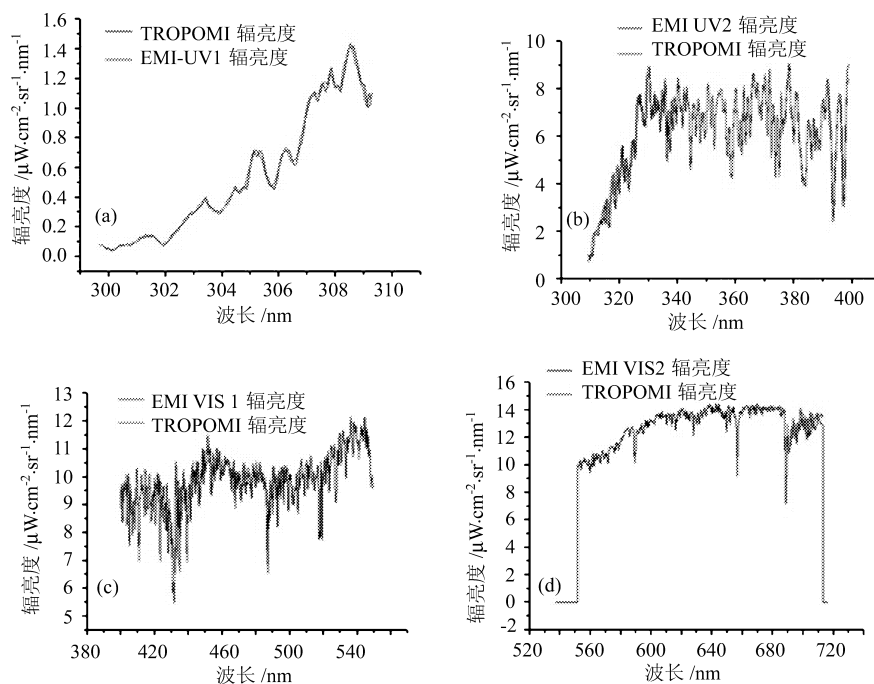 TROPOMI 辐亮度
EMI-UV1 辐亮度
辐亮度 /μW·cm⁻²·sr⁻¹·nm⁻¹
1.6
1.4
1.2
1.0
0.8
0.6
0.4
0.2
0.0
(a)
300 302 304 306 308 310
波长 /nm
EMI UV2 辐亮度
TROPOMI 辐亮度
辐亮度 /μW·cm⁻²·sr⁻¹·nm⁻¹
10
8
6
4
2
0
(b)
300 320 340 360 380 400
波长 /nm
EMI VIS 1 辐亮度
TROPOMI 辐亮度
辐亮度 /μW·cm⁻²·sr⁻¹·nm⁻¹
13
12
11
10
9
8
7
6
5
(c)
380 420 460 500 540
波长 /nm
EMI VIS2 辐亮度
TROPOMI 辐亮度
辐亮度 /μW·cm⁻²·sr⁻¹·nm⁻¹
16
14
12
10
14
12
14
12
0
-2
(d)
520 560 600 640 680 720
波长 /nm